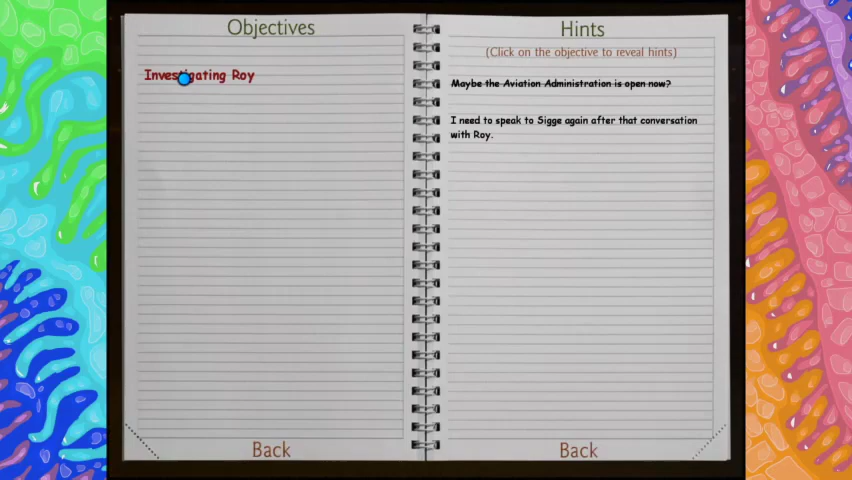 Objectives
Investigating Roy
Back
Hints
(Click on the objective to reveal hints)
Maybe the Aviation Administration is open now?
I need to speak to Sigge again after that conversation
with Roy.
Back